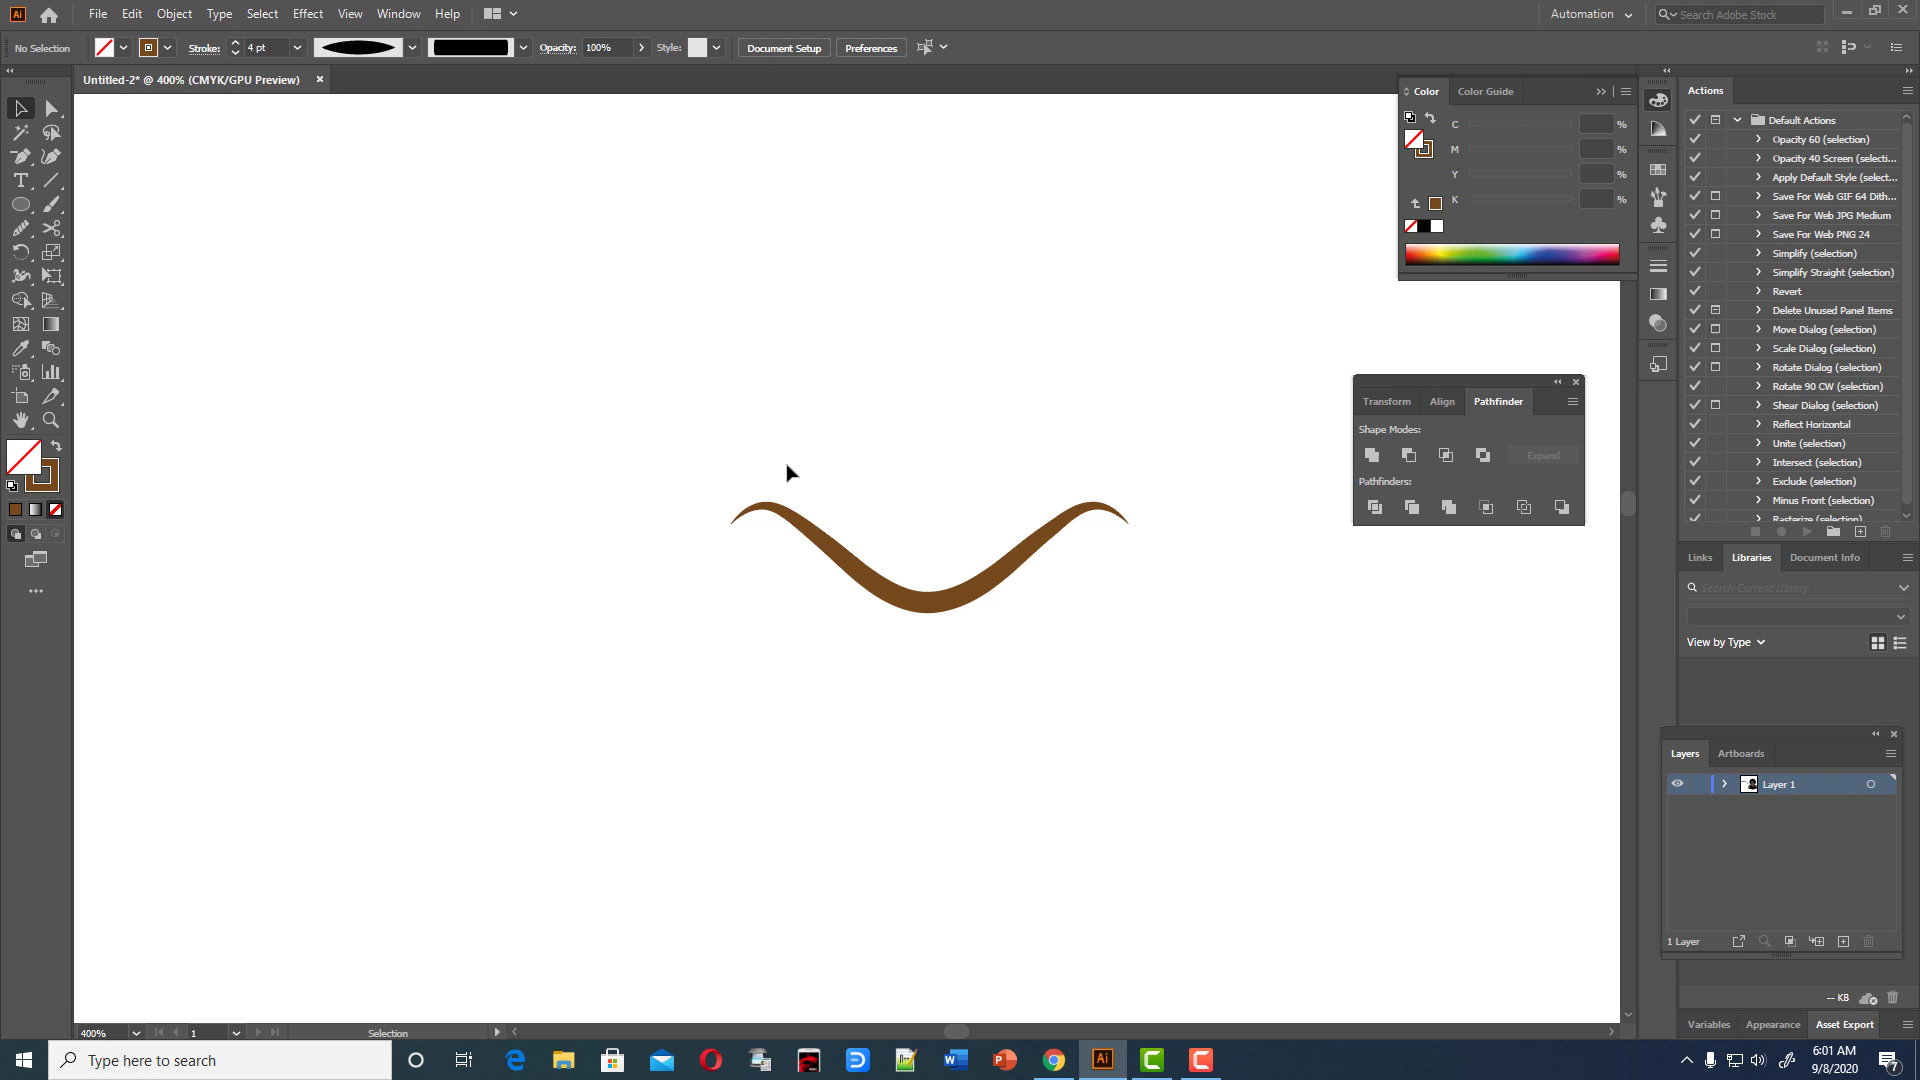 Ai File Edit Object Type Select Effect View Window Help Automation Search Adobe Stock
No Selection Stroke: 4 pt Opacity: 100% Style: Document Setup Preferences
Untitled-2* @ 400% (CMYK/GPU Preview)
Color Color Guide
C %
M %
Y %
K %
Actions
Default Actions
Opacity 60 (selection)
Opacity 40 Screen (selecti...
Apply Default Style (select...
Save For Web GIF 64 Dith...
Save For Web JPG Medium
Save For Web PNG 24
Simplify (selection)
Simplify Straight (selection)
Revert
Delete Unused Panel Items
Move Dialog (selection)
Scale Dialog (selection)
Rotate Dialog (selection)
Rotate 90 CW (selection)
Shear Dialog (selection)
Reflect Horizontal
Unite (selection)
Intersect (selection)
Exclude (selection)
Minus Front (selection)
Rasterize (selection)
Transform Align Pathfinder
Shape Modes:
Expand
Pathfinders:
Links Libraries Document Info
Search Current Library
View by Type
Layers Artboards
Layer 1
1 Layer
-- KB
Variables Appearance Asset Export
400% 1 Selection
Type here to search
6:01 AM
9/8/2020
7